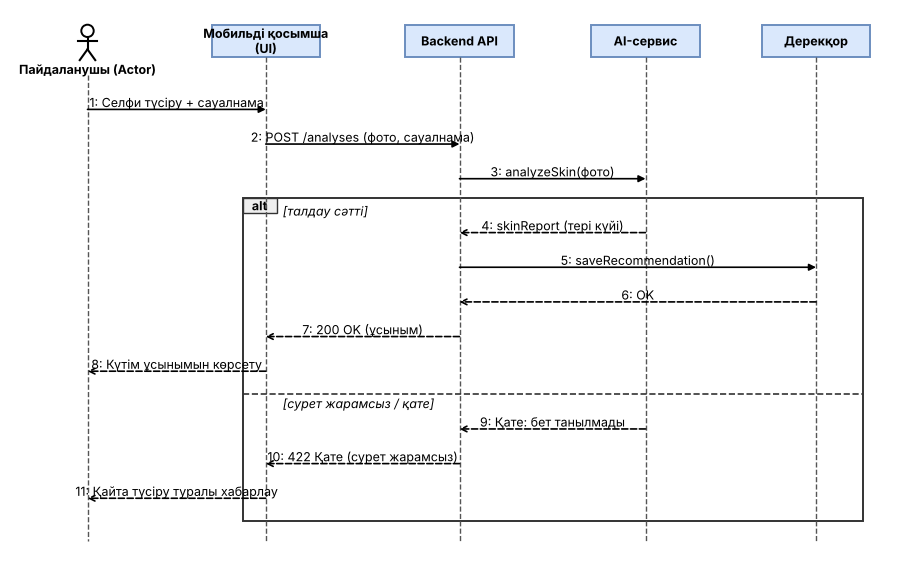 Мобильді қосымша
(UI)
Backend API
AI-сервис
Дерекқор
Пайдаланушы (Actor)
1: Селфи түсіру + сауалнама
2: POST /analyses (фото, сауалнама)
3: analyzeSkin(фото)
alt
[талдау сәтті]
4: skinReport (тері күйі)
5: saveRecommendation()
6: OK
7: 200 OK (ұсыным)
8: Күтім ұсынымын көрсету
[сурет жарамсыз / қате]
9: Қате: бет танылмады
10: 422 Қате (сурет жарамсыз)
11: Қайта түсіру туралы хабарлау